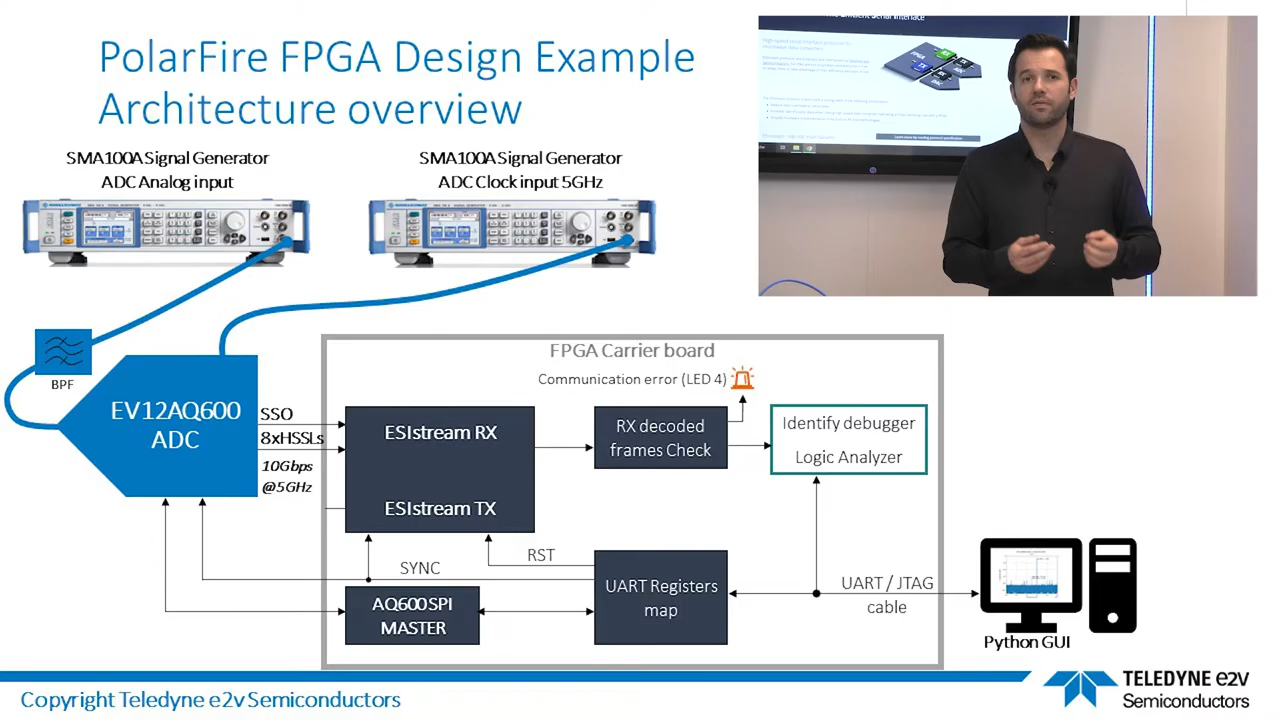 PolarFire FPGA Design Example
Architecture overview
SMA100A Signal Generator
ADC Analog input
SMA100A Signal Generator
ADC Clock input 5GHz
BPF
EV12AQ600
ADC
SSO
8xHSSLs
10Gbps
@5GHz
FPGA Carrier board
Communication error (LED 4)
ESIstream RX
ESIstream TX
RX decoded
frames Check
Identify debugger
Logic Analyzer
RST
SYNC
UART Registers
map
AQ600 SPI
MASTER
UART / JTAG
cable
Python GUI
Copyright Teledyne e2v Semiconductors
TELEDYNE e2v
Semiconductors